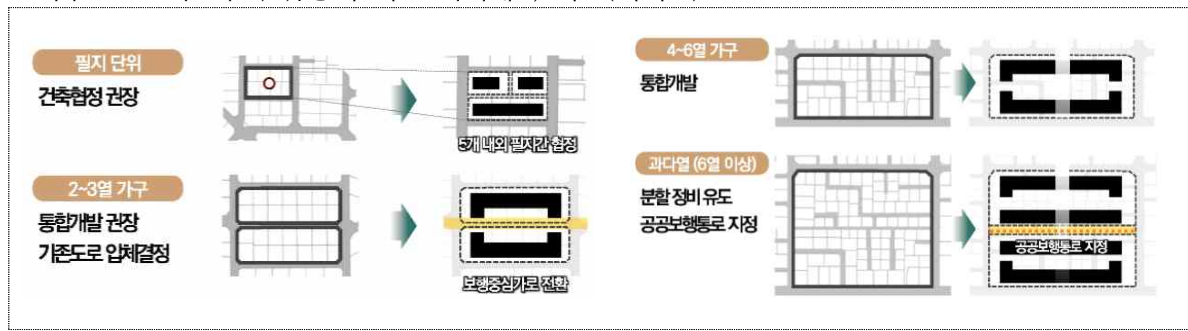 필지 단위
건축협정 권장
5개 내외 필지간 협정
2~3열 가구
통합개발 권장
기존도로 입체결정
보행중심가로 전환
4~6열 가구
통합개발
과다열 (6열 이상)
분할 정비 유도
공공보행통로 지정
공공보행통로 지정